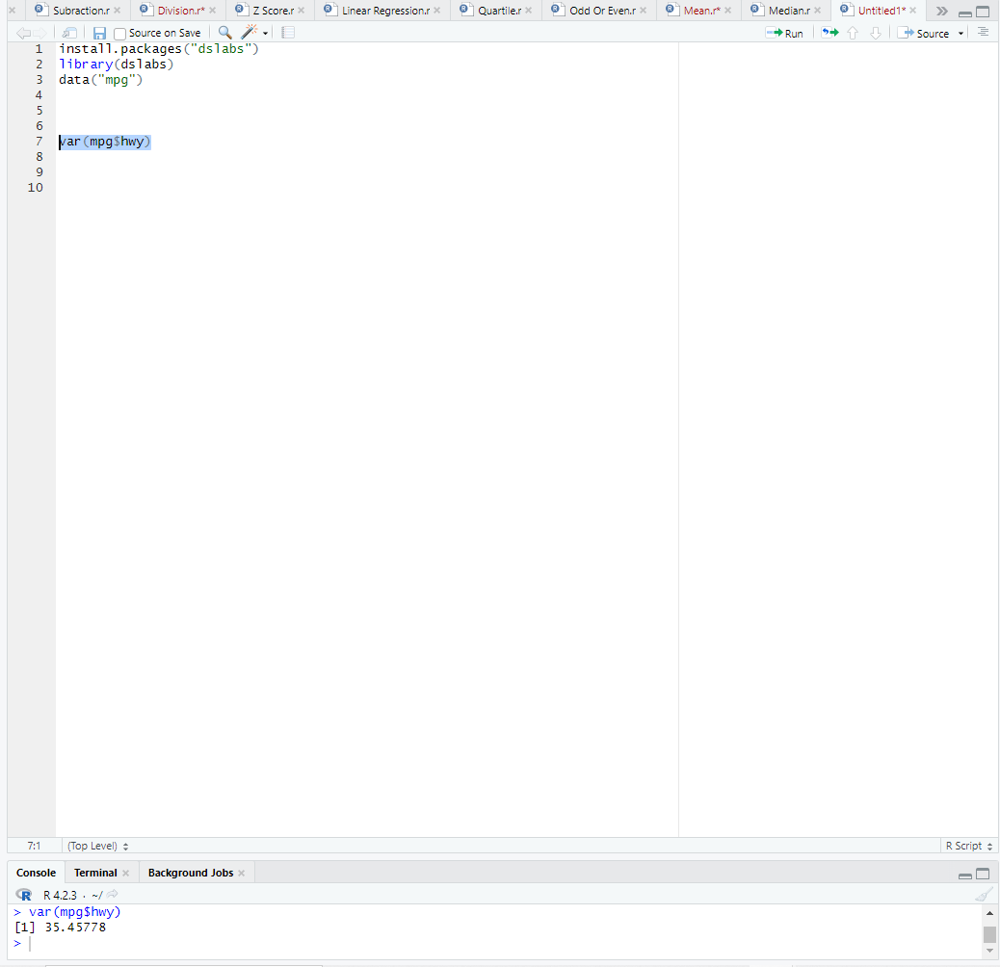 Subraction.r Division.r* Z Score.r Linear Regression.r Quartile.r Odd Or Even.r Mean.r* Median.r Untitled1*
Source on Save Run Source
1 install.packages("dslabs")
2 library(dslabs)
3 data("mpg")
4
5
6
7 var(mpg$hwy)
8
9
10
7:1 (Top Level) R Script
Console Terminal Background Jobs
R 4.2.3 · ~/
> var(mpg$hwy)
[1] 35.45778
>